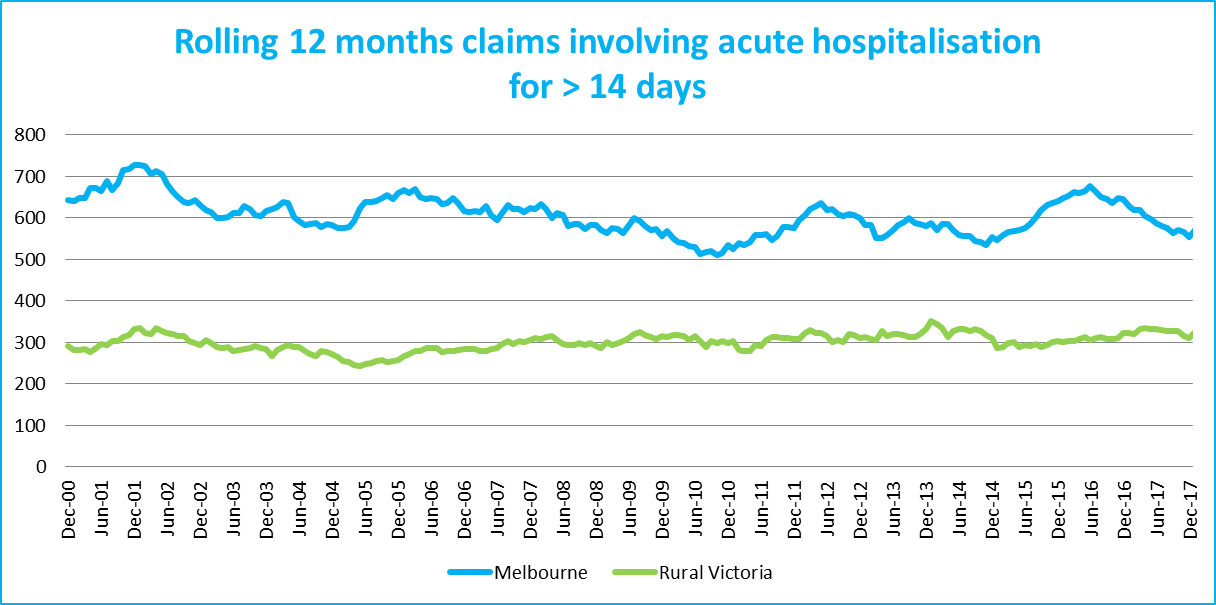 Rolling 12 months claims involving acute hospitalisation
for > 14 days
800
700
600
500
400
300
200
100
0
Dec-00
Jun-01
Dec-01
Jun-02
Dec-02
Jun-03
Dec-03
Jun-04
Dec-04
Jun-05
Dec-05
Jun-06
Dec-06
Jun-07
Dec-07
Jun-08
Dec-08
Jun-09
Dec-09
Jun-10
Dec-10
Jun-11
Dec-11
Jun-12
Dec-12
Jun-13
Dec-13
Jun-14
Dec-14
Jun-15
Dec-15
Jun-16
Dec-16
Jun-17
Dec-17
Melbourne Rural Victoria